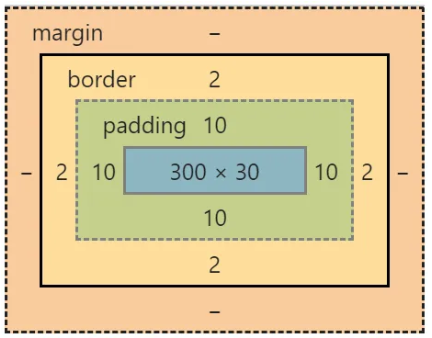 margin –
border 2
padding 10
– 2 10 300 × 30 10 2 –
10
2
–